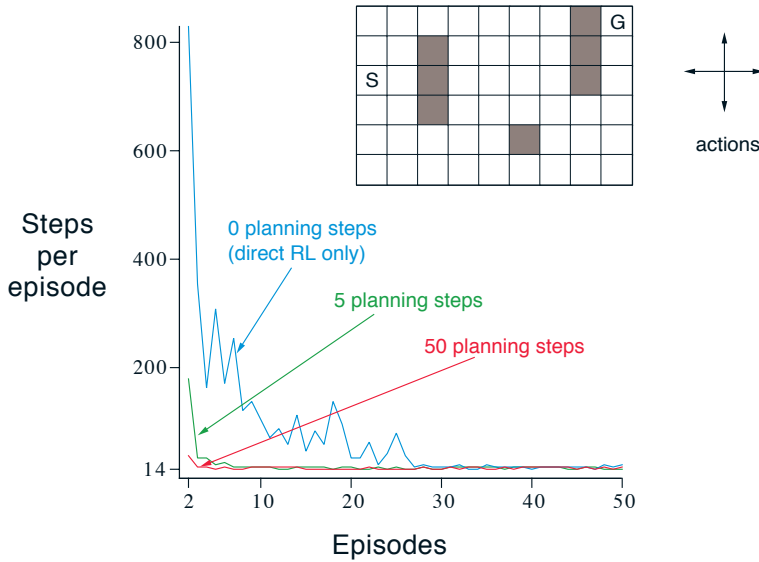 800
600
400
200
14
2
10
20
30
40
50
Steps
per
episode
Episodes
0 planning steps
(direct RL only)
5 planning steps
50 planning steps
S
G
actions